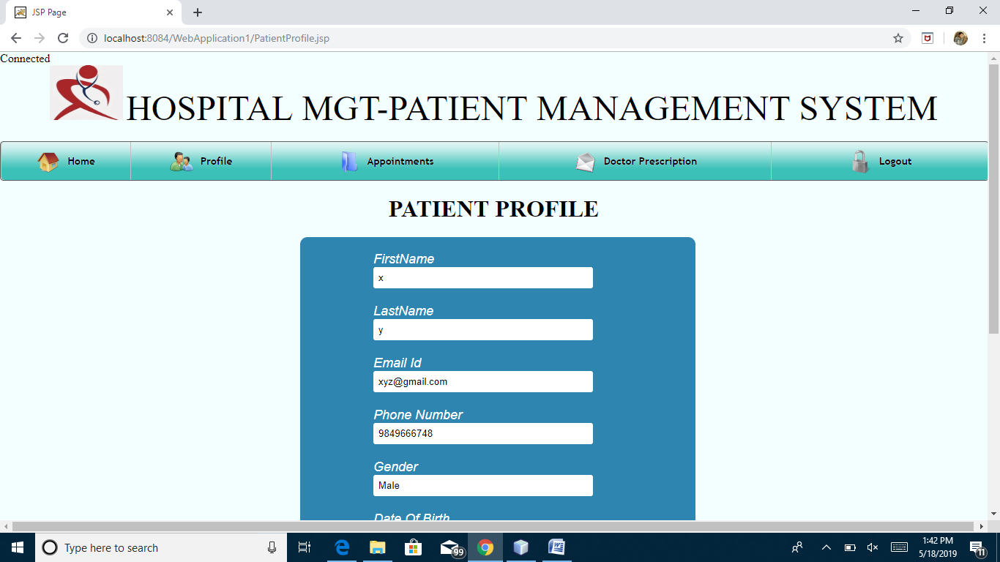 JSP Page
localhost:8084/WebApplication1/PatientProfile.jsp
Connected
HOSPITAL MGT-PATIENT MANAGEMENT SYSTEM
Home Profile Appointments Doctor Prescription Logout
PATIENT PROFILE
FirstName
x
LastName
y
Email Id
xyz@gmail.com
Phone Number
9849666748
Gender
Male
Date Of Birth
Type here to search
99
1:42 PM
5/18/2019
11